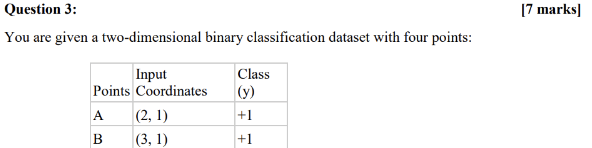 Question 3: [7 marks]
You are given a two-dimensional binary classification dataset with four points:
Points Input Coordinates Class (y)
A (2, 1) +1
B (3, 1) +1